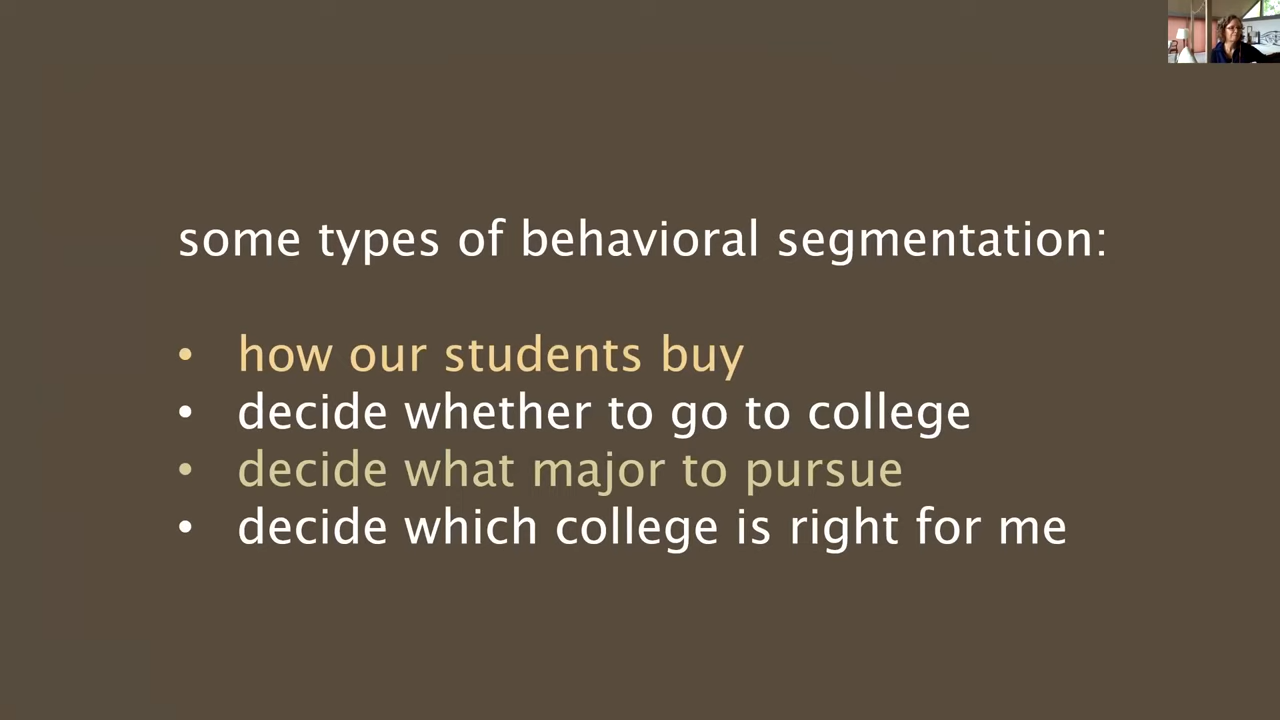 some types of behavioral segmentation:
• how our students buy
• decide whether to go to college
• decide what major to pursue
• decide which college is right for me